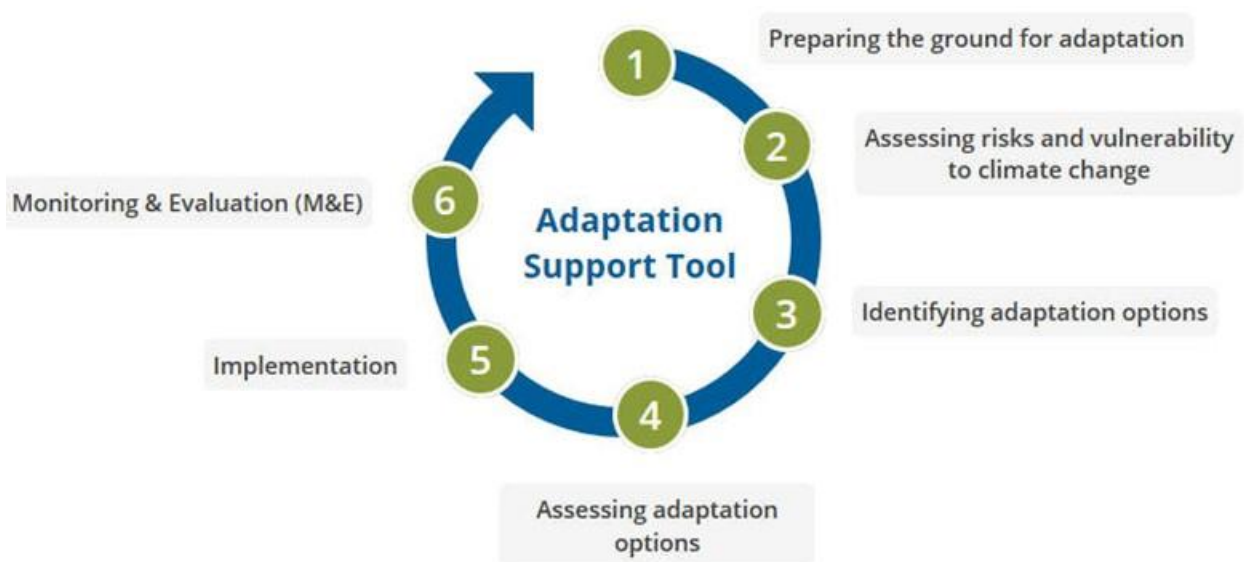 1
Preparing the ground for adaptation
2
Assessing risks and vulnerability
to climate change
3
Identifying adaptation options
4
Assessing adaptation
options
5
Implementation
6
Monitoring & Evaluation (M&E)
Adaptation
Support Tool